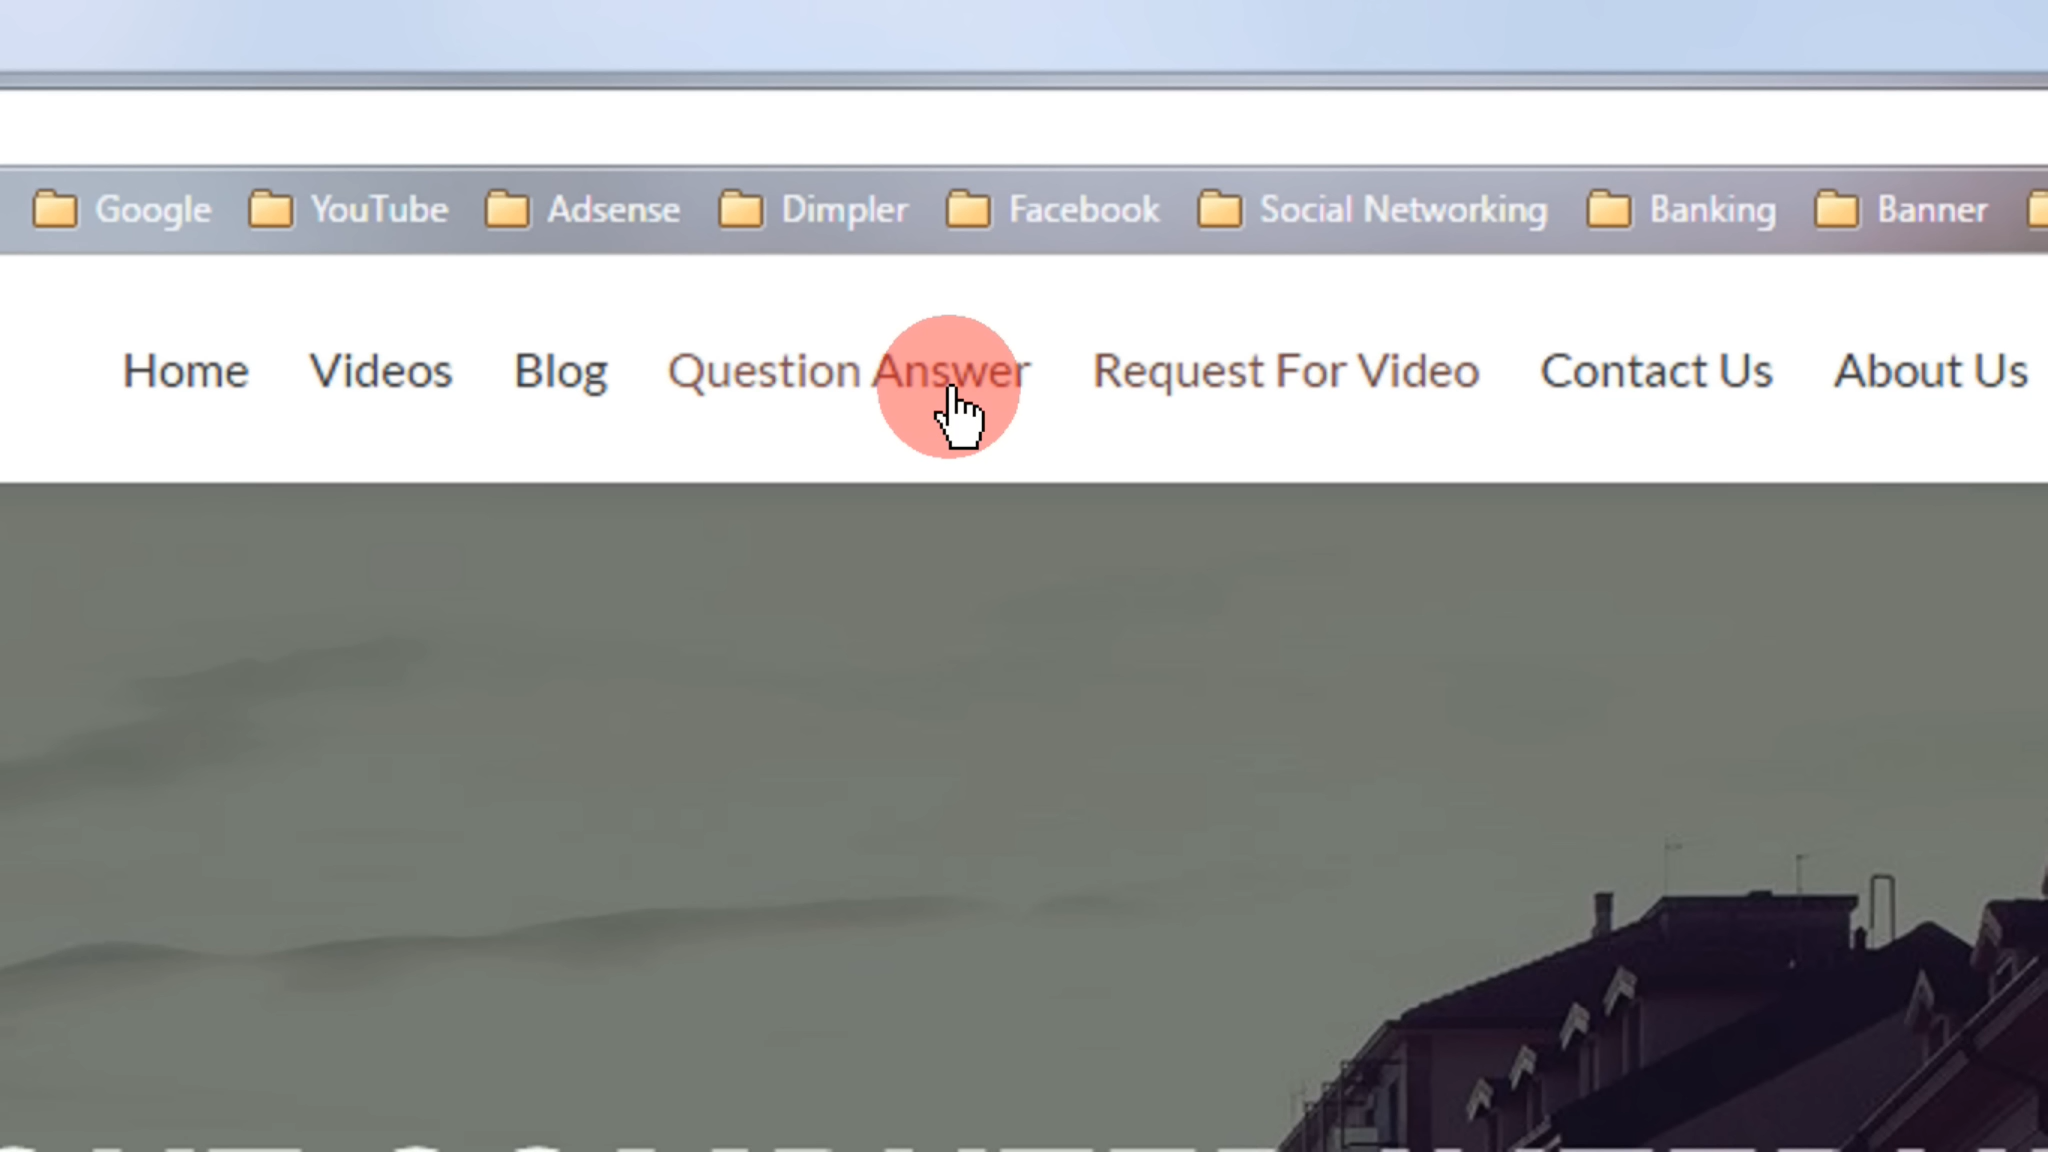 Google YouTube Adsense Dimpler Facebook Social Networking Banking Banner
Home Videos Blog Question Answer Request For Video Contact Us About Us